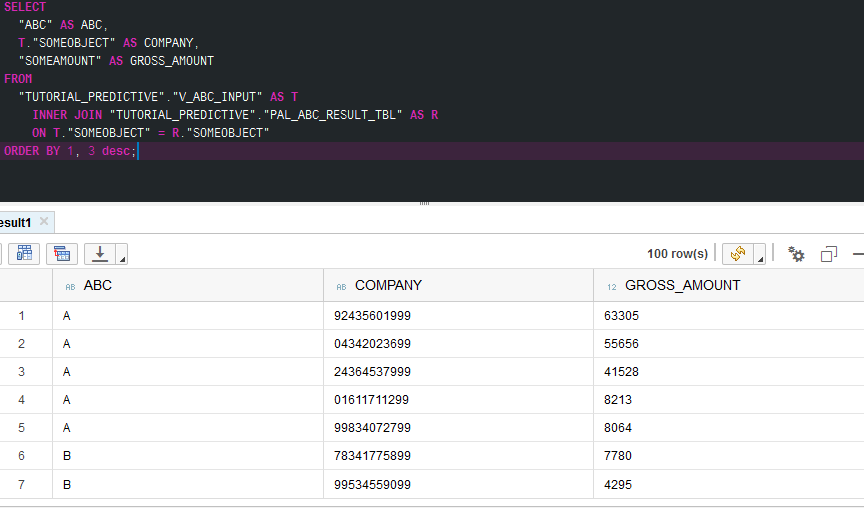 SELECT
"ABC" AS ABC,
T."SOMEOBJECT" AS COMPANY,
"SOMEAMOUNT" AS GROSS_AMOUNT
FROM
"TUTORIAL_PREDICTIVE"."V_ABC_INPUT" AS T
INNER JOIN "TUTORIAL_PREDICTIVE"."PAL_ABC_RESULT_TBL" AS R
ON T."SOMEOBJECT" = R."SOMEOBJECT"
ORDER BY 1, 3 desc;
esult1
100 row(s)
AB ABC AB COMPANY 12 GROSS_AMOUNT
1 A 92435601999 63305
2 A 04342023699 55656
3 A 24364537999 41528
4 A 01611711299 8213
5 A 99834072799 8064
6 B 78341775899 7780
7 B 99534559099 4295